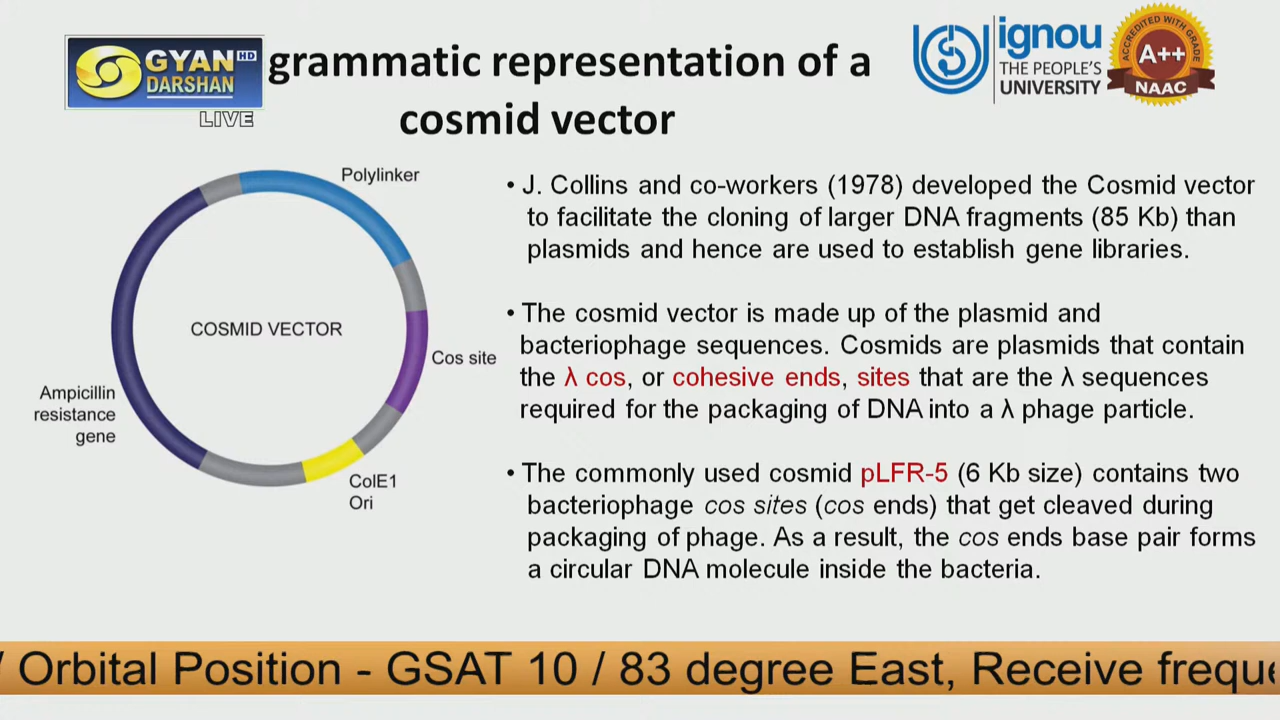 GYAN HD
DARSHAN
LIVE
grammatic representation of a
cosmid vector
ignou
THE PEOPLE'S
UNIVERSITY
ACCREDITED WITH GRADE
A++
NAAC
Polylinker
COSMID VECTOR
Cos site
Ampicillin
resistance
gene
ColE1
Ori
• J. Collins and co-workers (1978) developed the Cosmid vector
to facilitate the cloning of larger DNA fragments (85 Kb) than
plasmids and hence are used to establish gene libraries.
• The cosmid vector is made up of the plasmid and
bacteriophage sequences. Cosmids are plasmids that contain
the λ cos, or cohesive ends, sites that are the λ sequences
required for the packaging of DNA into a λ phage particle.
• The commonly used cosmid pLFR-5 (6 Kb size) contains two
bacteriophage cos sites (cos ends) that get cleaved during
packaging of phage. As a result, the cos ends base pair forms
a circular DNA molecule inside the bacteria.
Orbital Position - GSAT 10 / 83 degree East, Receive freque